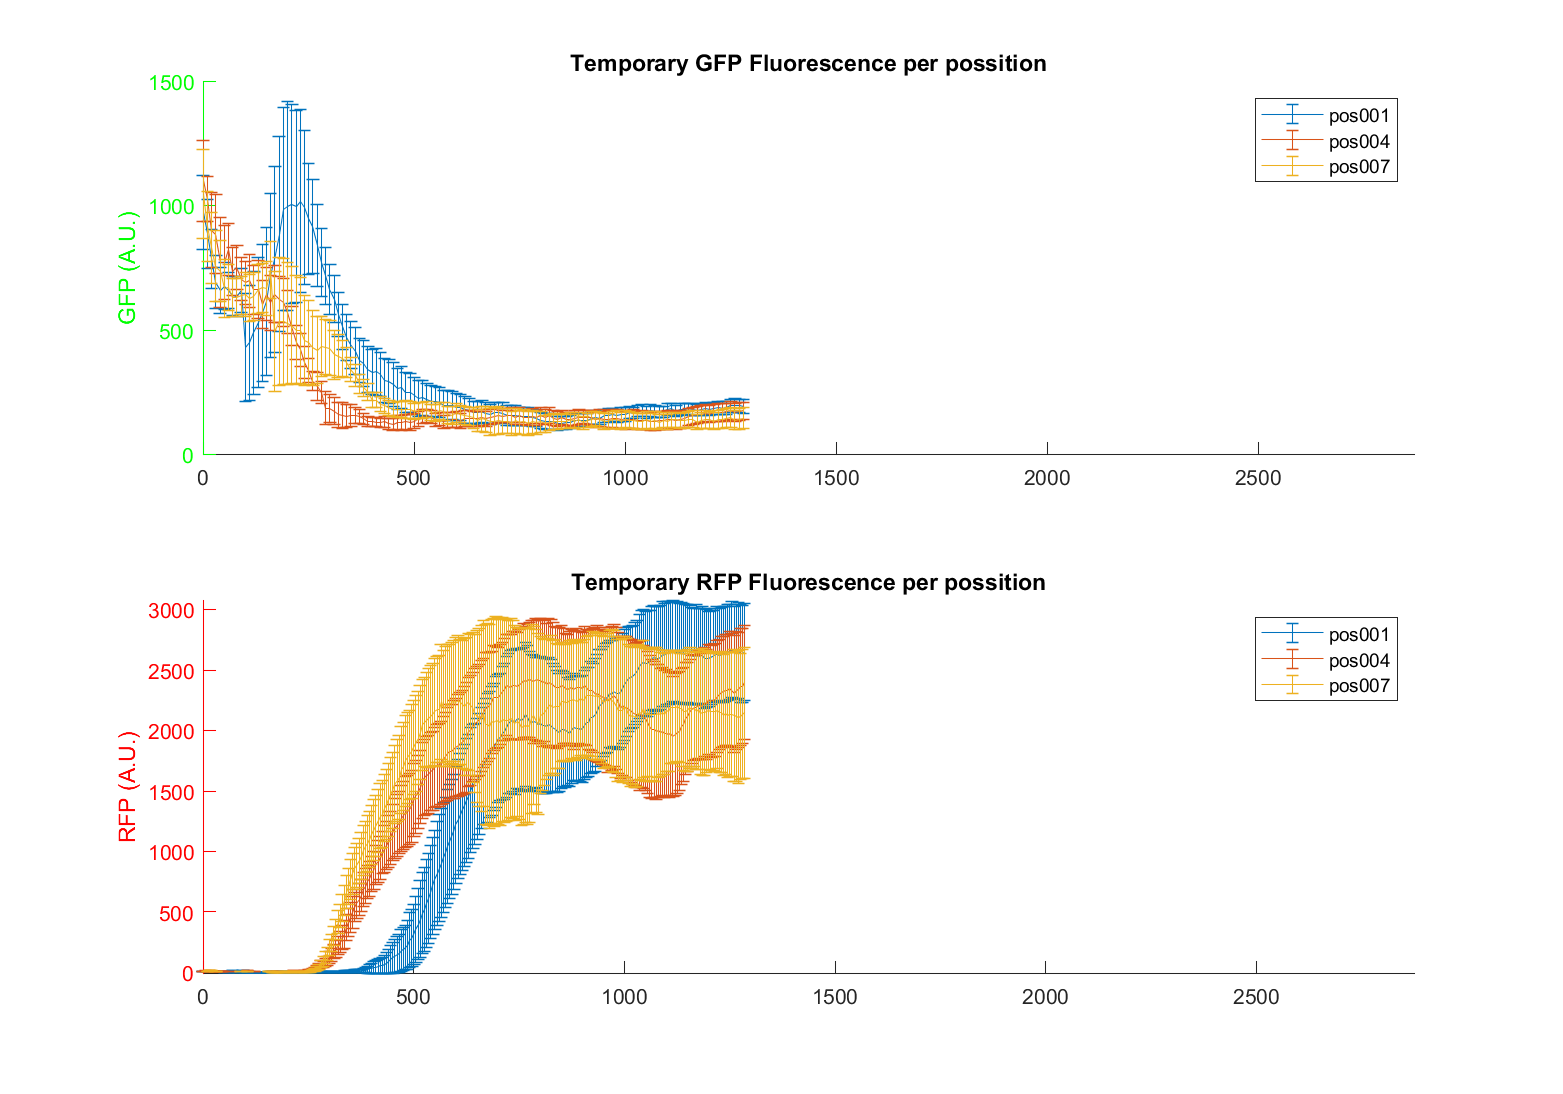 Temporary GFP Fluorescence per possition
1500
1000
500
0
GFP (A.U.)
0 500 1000 1500 2000 2500
pos001
pos004
pos007
Temporary RFP Fluorescence per possition
3000
2500
2000
1500
1000
500
0
RFP (A.U.)
0 500 1000 1500 2000 2500
pos001
pos004
pos007